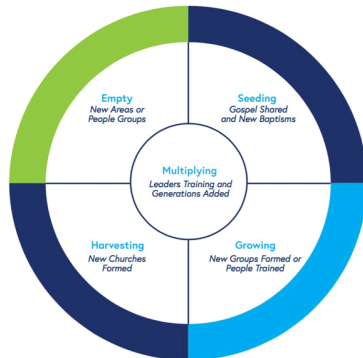 Empty
New Areas or
People Groups
Seeding
Gospel Shared
and New Baptisms
Multiplying
Leaders Training and
Generations Added
Harvesting
New Churches
Formed
Growing
New Groups Formed or
People Trained